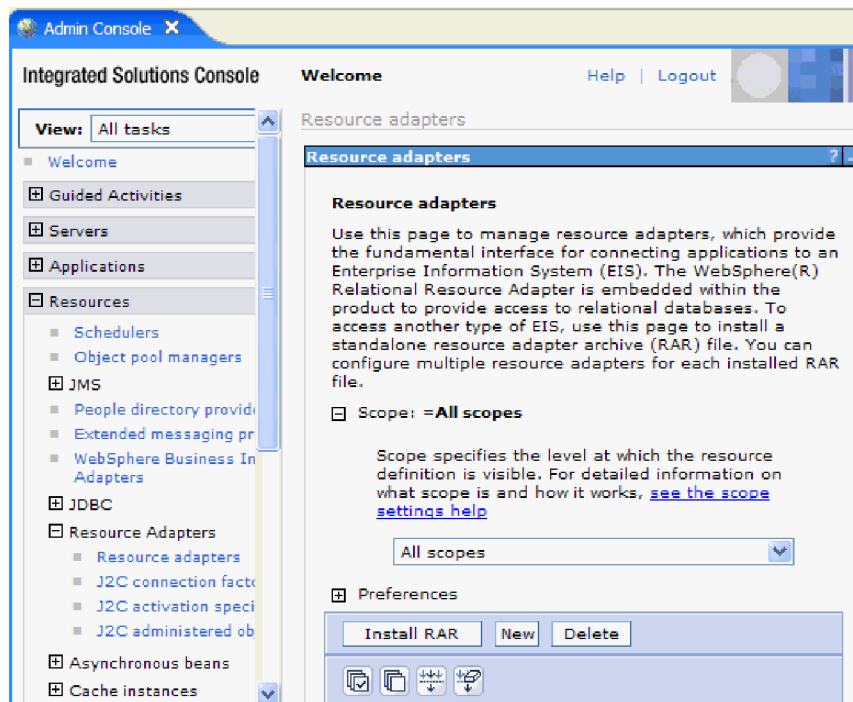 Admin Console
Integrated Solutions Console
Welcome
Help | Logout
View: All tasks
Welcome
Guided Activities
Servers
Applications
Resources
Schedulers
Object pool managers
JMS
People directory
Extended messaging
WebSphere Business
Adapters
JDBC
Resource Adapters
Resource adapters
J2C connection
J2C activation
J2C administered
Asynchronous beans
Cache instances
Resource adapters
Resource adapters
?
Resource adapters
Use this page to manage resource adapters, which provide
the fundamental interface for connecting applications to an
Enterprise Information System (EIS). The WebSphere(R)
Relational Resource Adapter is embedded within the
product to provide access to relational databases. To
access another type of EIS, use this page to install a
standalone resource adapter archive (RAR) file. You can
configure multiple resource adapters for each installed RAR
file.
Scope: =All scopes
Scope specifies the level at which the resource
definition is visible. For detailed information on
what scope is and how it works, see the scope
settings help
All scopes
Preferences
Install RAR
New
Delete